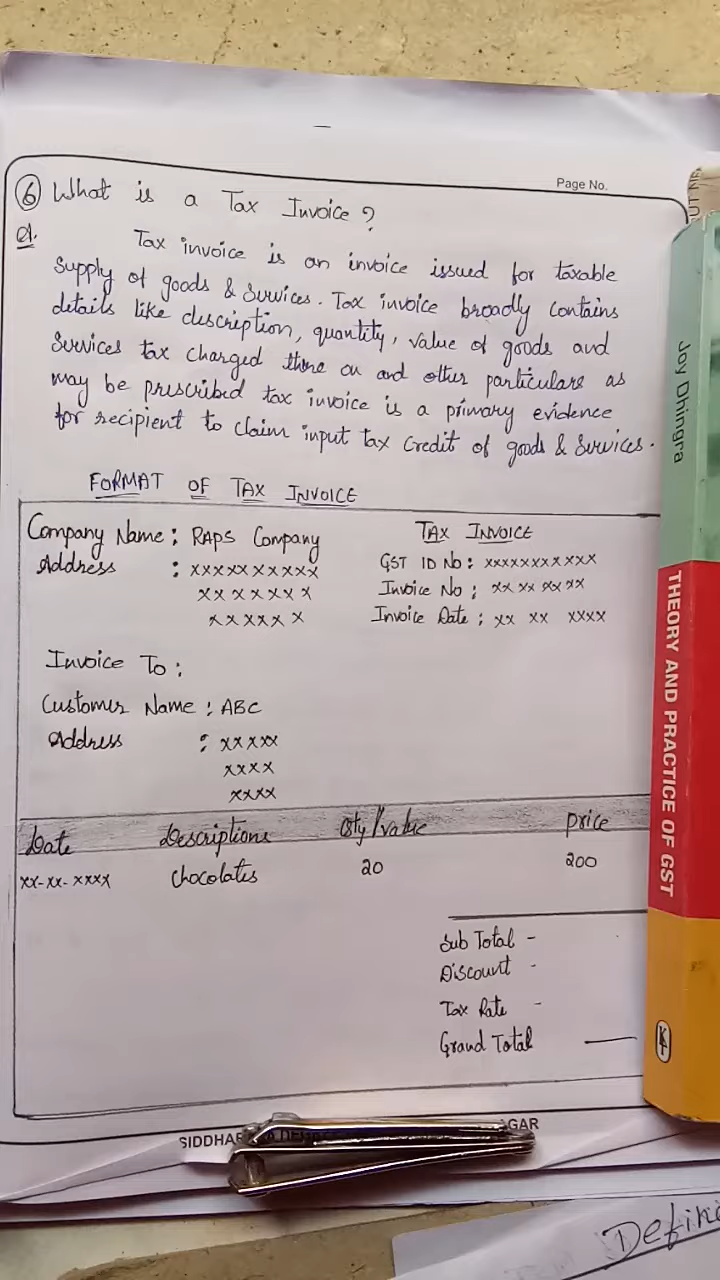 Page No.
6 What is a Tax Invoice?
A.
Tax invoice is an invoice issued for taxable
supply of goods & Services. Tax invoice broadly contains
details like description, quantity, value of goods and
Services tax charged there on and other particulars as
may be prescribed tax invoice is a primary evidence
for recipient to claim input tax credit of goods & Services.
FORMAT OF TAX INVOICE
Company Name : RAPS Company
Address : xxxxxxxxxx
xxxxxxx
xxxxxx
TAX INVOICE
GST ID No : xxxxxxxxxxx
Invoice No : xx xx xx xx
Invoice Date : xx xx xxxx
Invoice To :
Customer Name : ABC
Address : xxxxx
xxxx
xxxx
Date Descriptions Qty/value Price
xx-xx-xxxx Chocolates 20 200
Sub Total -
Discount -
Tax Rate -
Grand Total
Joy Dhingra
THEORY AND PRACTICE OF GST